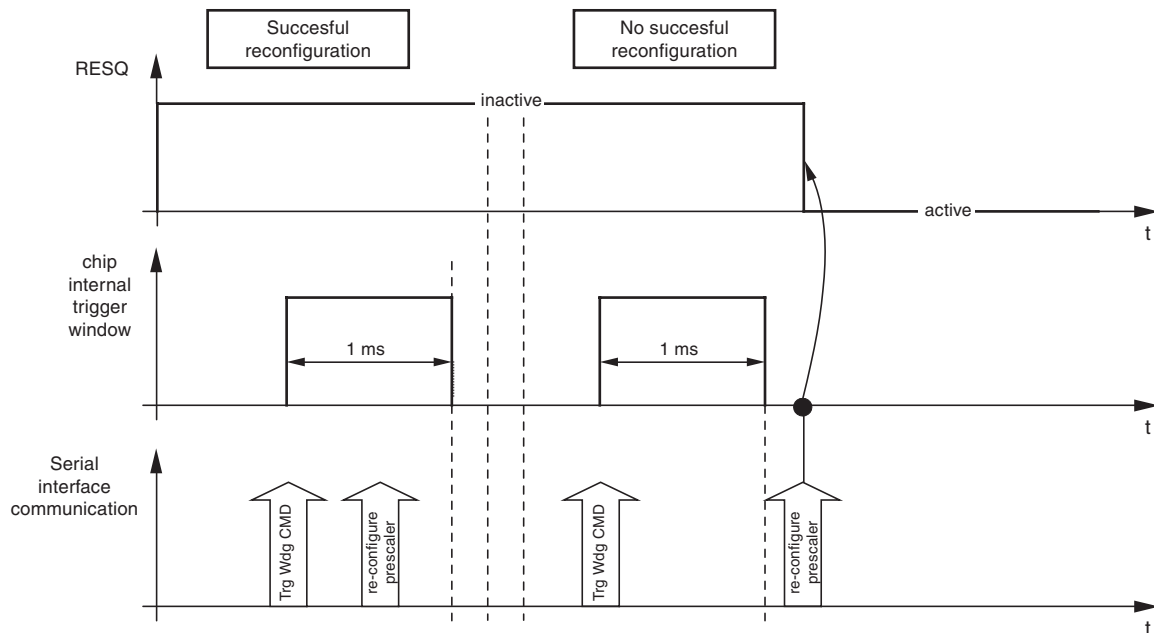 Succesful
reconfiguration
No succesful
reconfiguration
RESQ
inactive
active
t
chip
internal
trigger
window
1 ms
1 ms
t
Serial
interface
communication
Trg Wdg CMD
re-configure
prescaler
Trg Wdg CMD
re-configure
prescaler
t